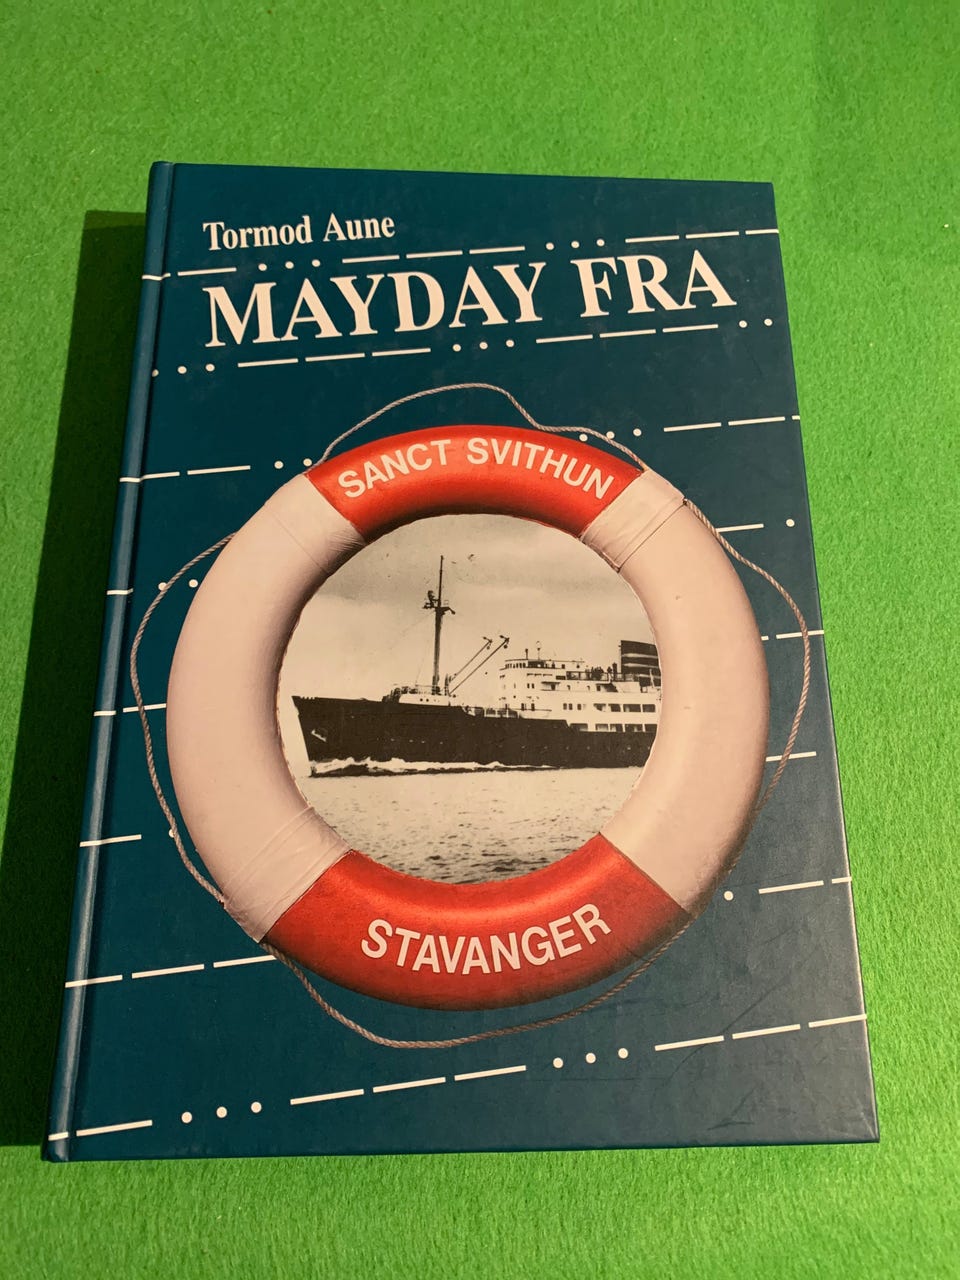 Tormod Aune
MAYDAY FRA
SANCT SVITHUN
STAVANGER